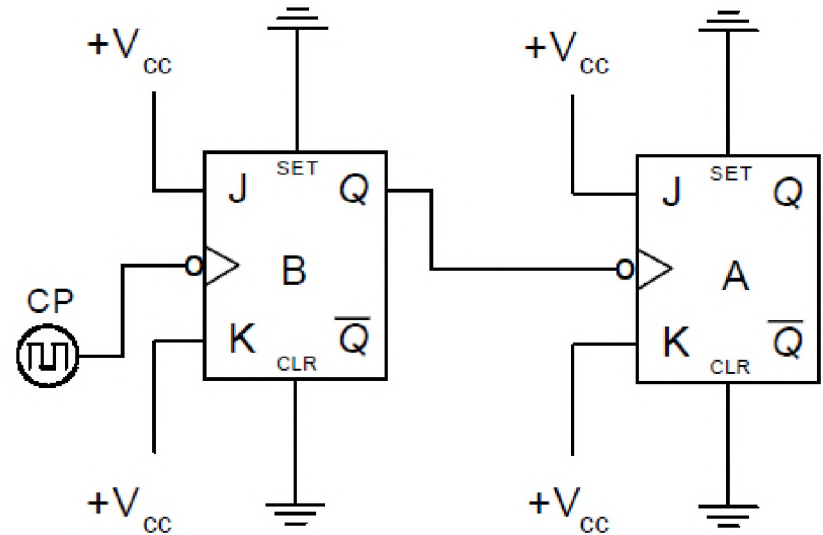 +Vcc
+Vcc
SET
J Q
B
K Q̅
CLR
CP
SET
J Q
A
K Q̅
CLR
+Vcc
+Vcc